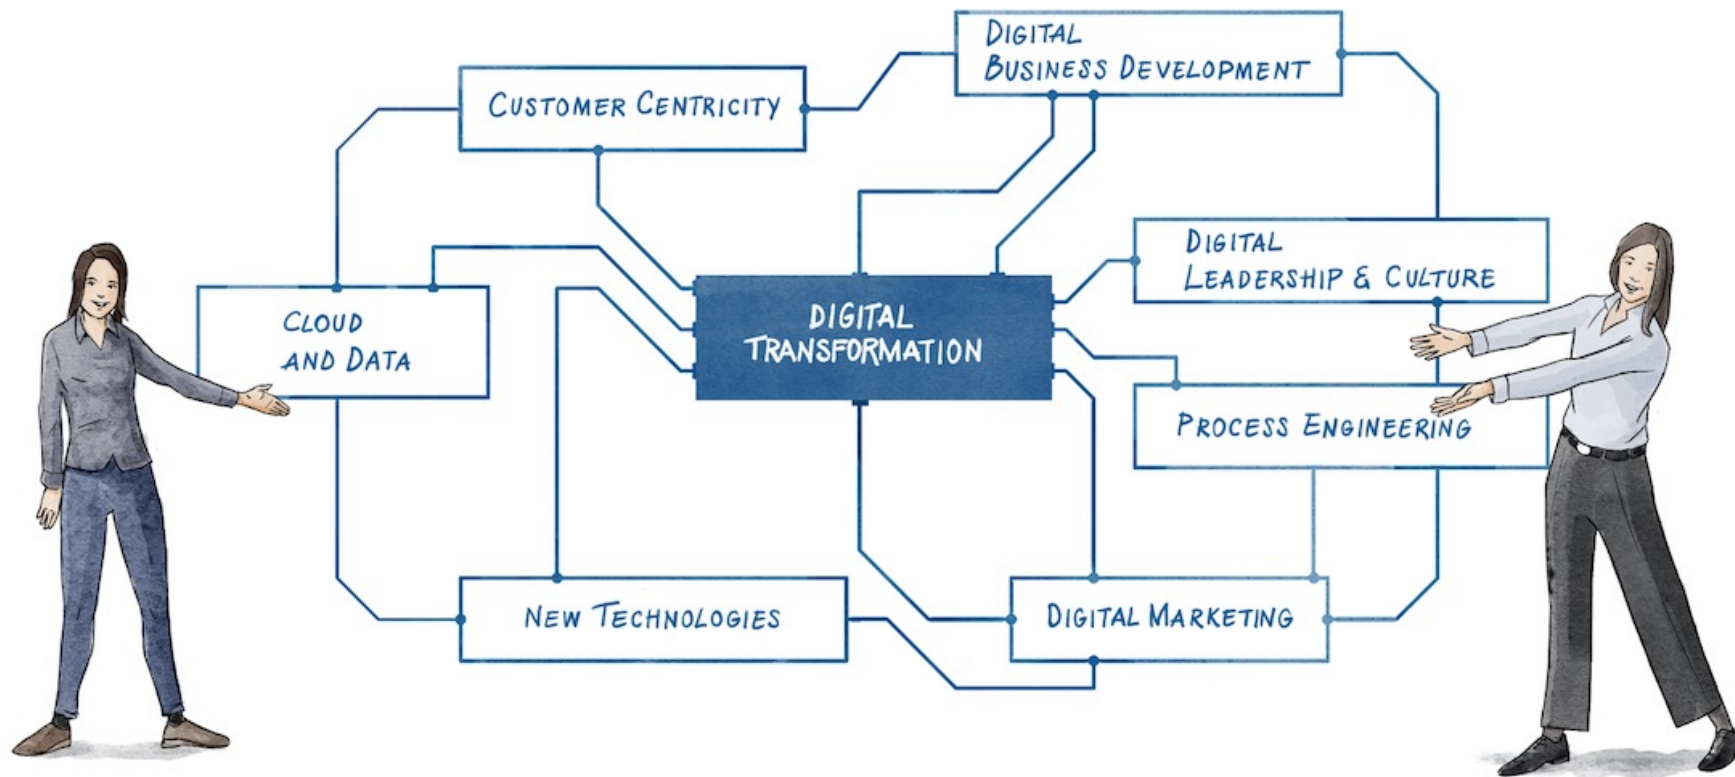 DIGITAL
BUSINESS DEVELOPMENT
CUSTOMER CENTRICITY
DIGITAL
LEADERSHIP & CULTURE
CLOUD
AND DATA
DIGITAL
TRANSFORMATION
PROCESS ENGINEERING
NEW TECHNOLOGIES
DIGITAL MARKETING